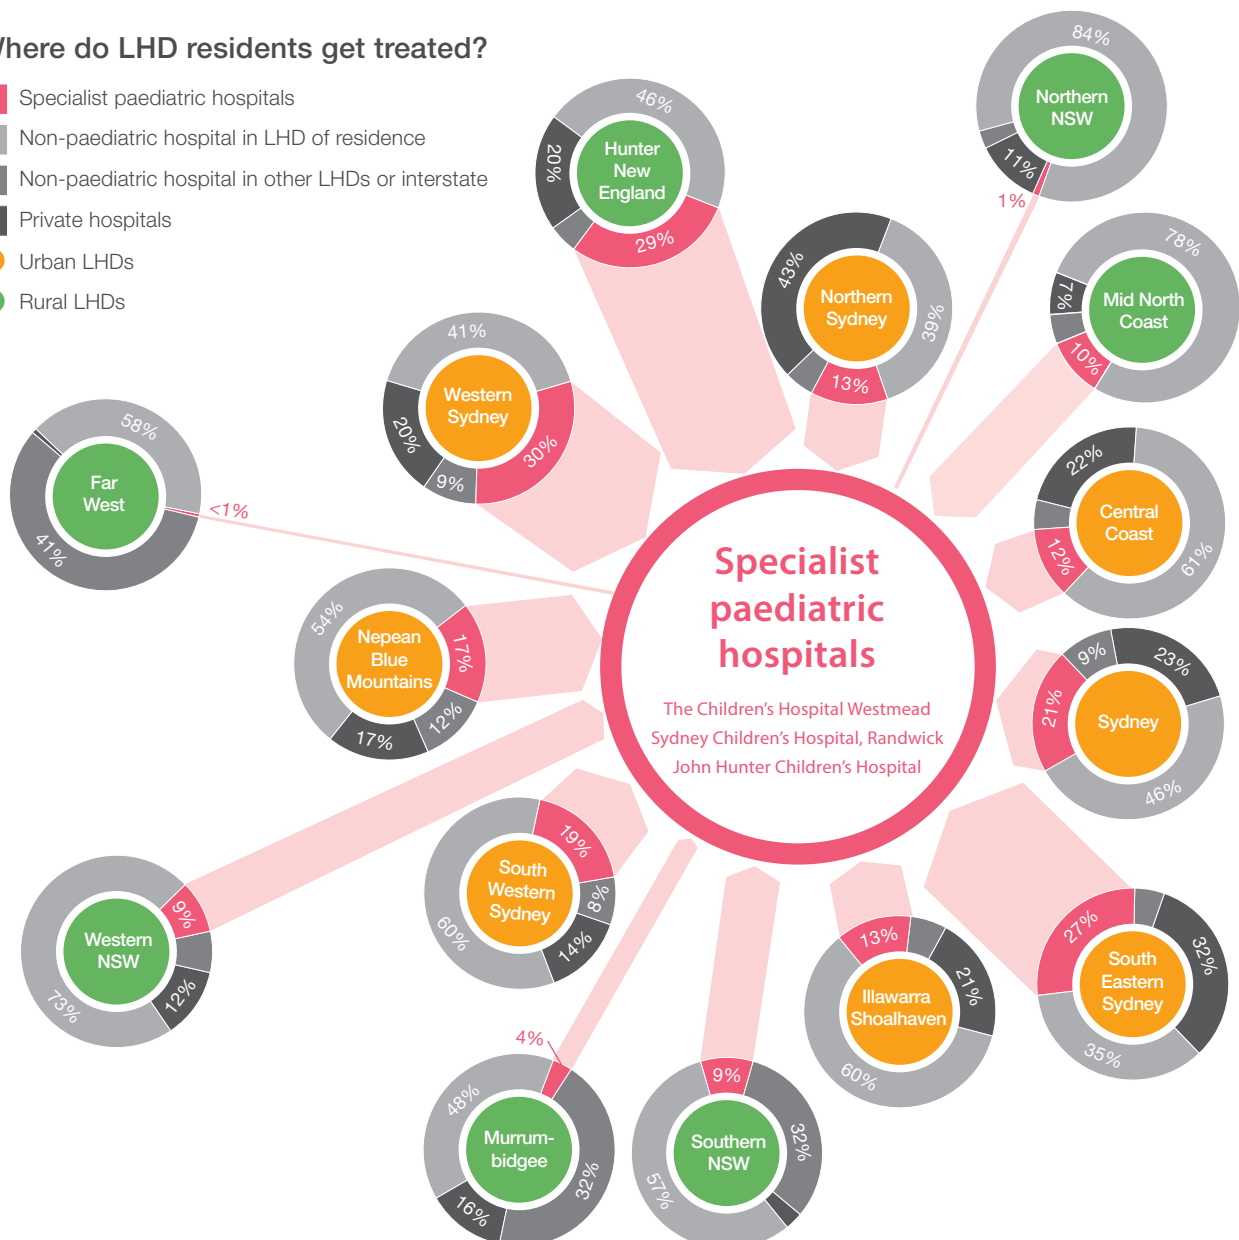 Where do LHD residents get treated?
Specialist paediatric hospitals
Non-paediatric hospital in LHD of residence
Non-paediatric hospital in other LHDs or interstate
Private hospitals
Urban LHDs
Rural LHDs
84%
Northern
NSW
11%
1%
46%
20%
Hunter
New
England
29%
43%
Northern
Sydney
39%
13%
78%
7%
Mid North
Coast
10%
41%
Western
Sydney
20%
30%
9%
58%
Far
West
<1%
41%
22%
Central
Coast
12%
61%
54%
Nepean
Blue
Mountains
17%
12%
17%
Specialist
paediatric
hospitals
The Children's Hospital Westmead
Sydney Children's Hospital, Randwick
John Hunter Children's Hospital
9%
23%
21%
Sydney
46%
19%
South
Western
Sydney
8%
60%
14%
9%
Western
NSW
12%
73%
13%
21%
Illawarra
Shoalhaven
60%
27%
32%
South
Eastern
Sydney
35%
4%
48%
Murrum-
bidgee
32%
16%
9%
32%
Southern
NSW
57%